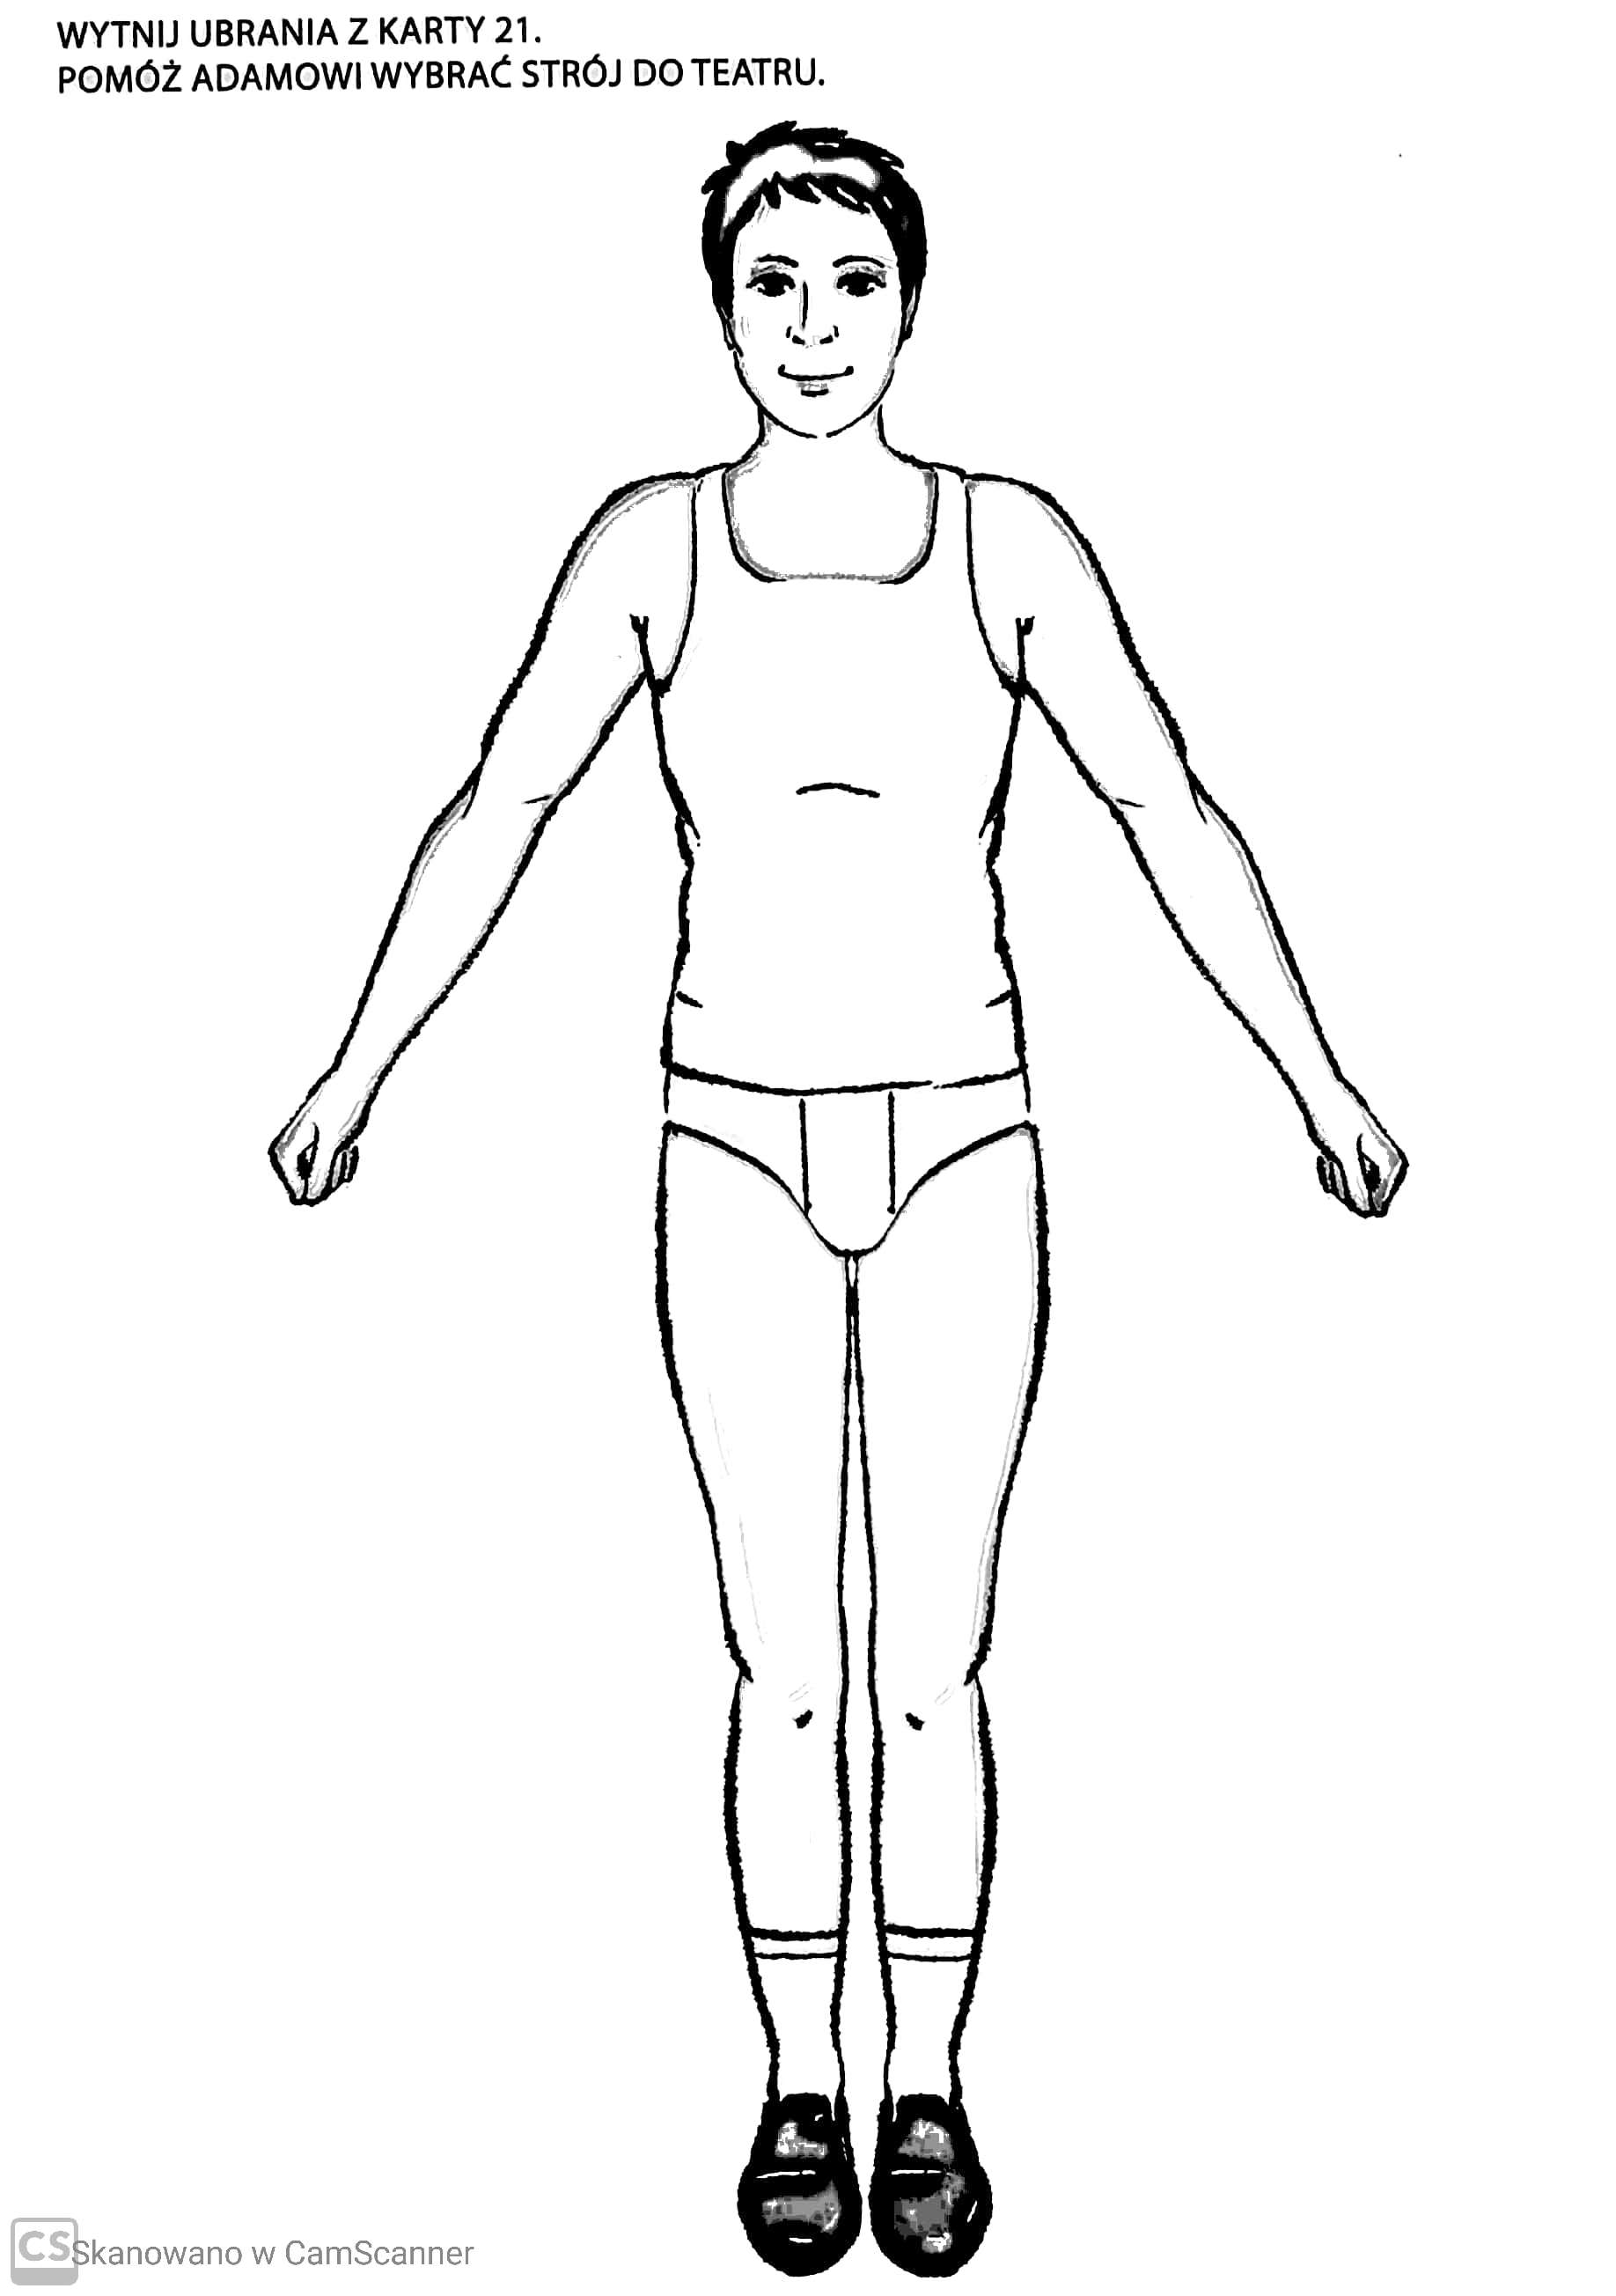 WYTNIJ UBRANIA Z KARTY 21.
POMÓŻ ADAMOWI WYBRAĆ STRÓJ DO TEATRU.
CS Skanowano w CamScanner